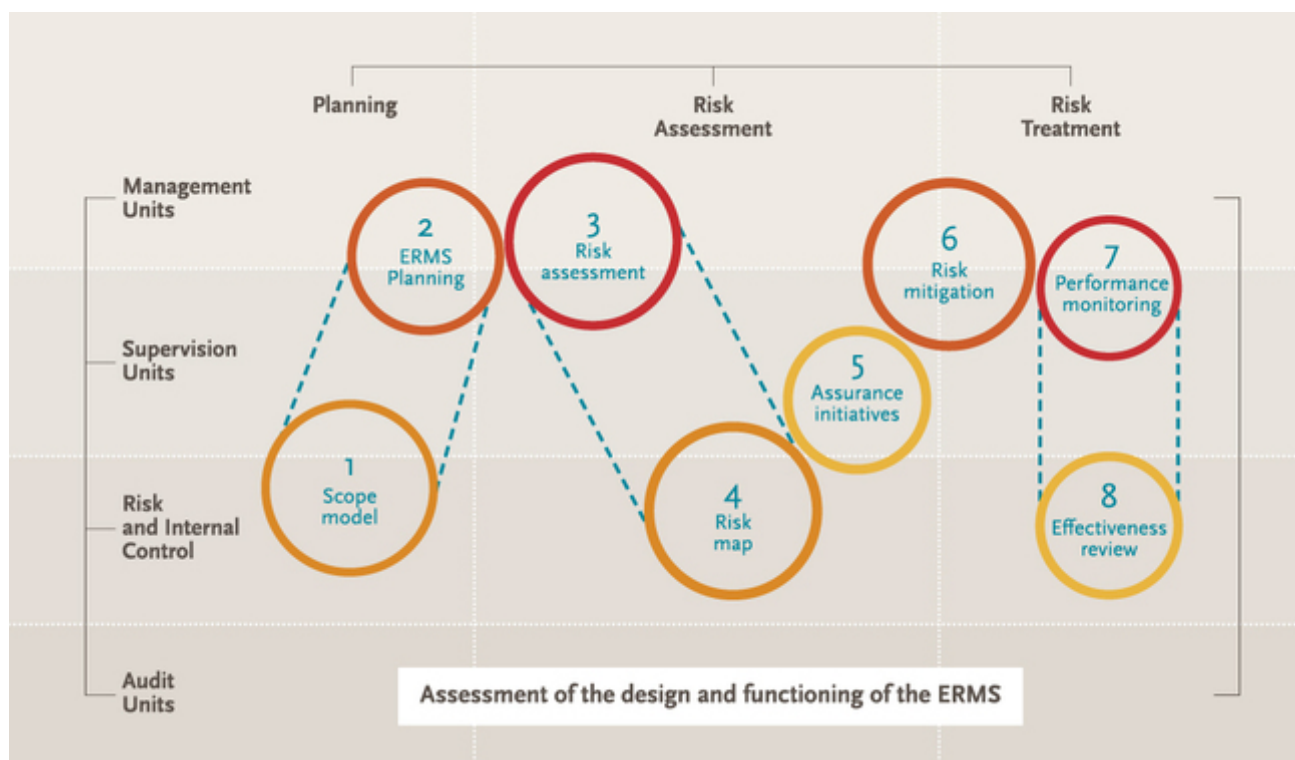 Planning
Risk
Assessment
Risk
Treatment
Management
Units
2
ERMS
Planning
3
Risk
assessment
6
Risk
mitigation
7
Performance
monitoring
Supervision
Units
5
Assurance
initiatives
1
Scope
model
4
Risk
map
8
Effectiveness
review
Risk
and Internal
Control
Audit
Units
Assessment of the design and functioning of the ERMS